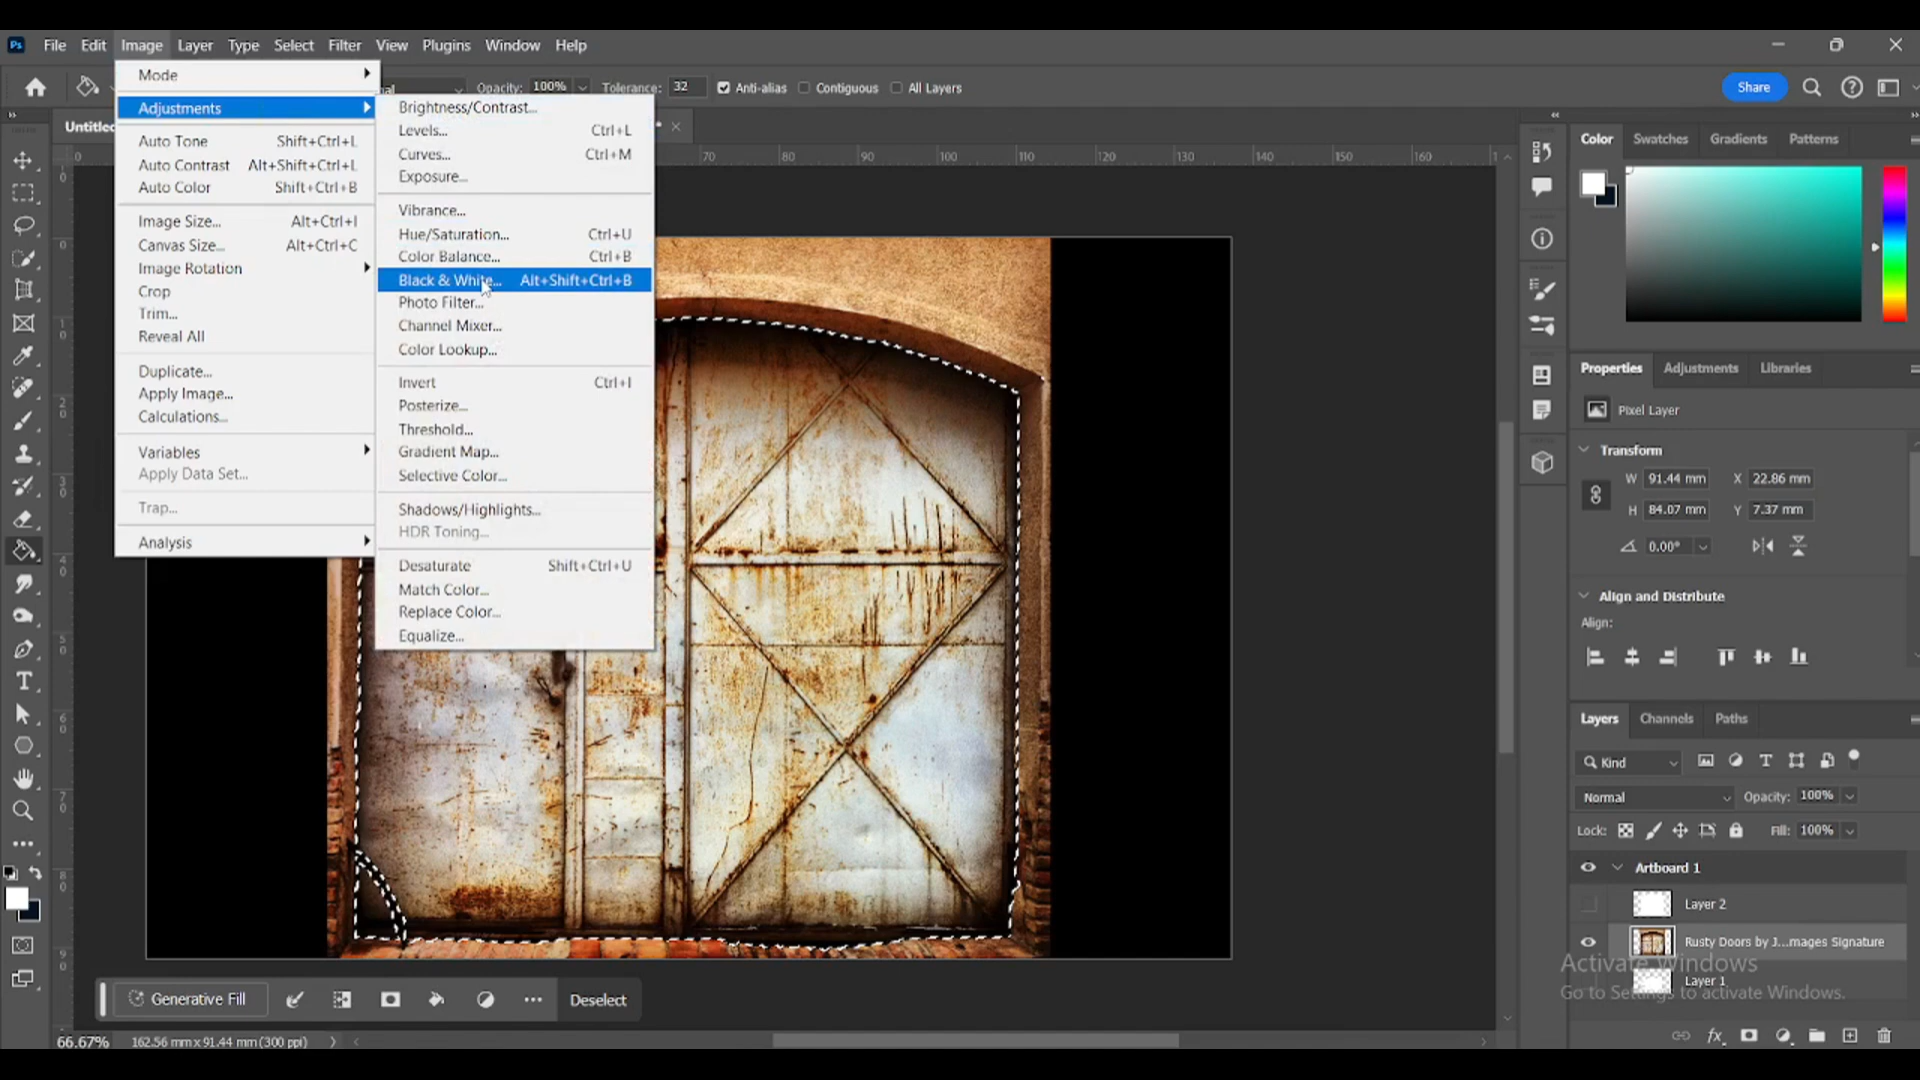 Ps File Edit Image Layer Type Select Filter View Plugins Window Help
Opacity: 100% Tolerance: 32 Anti-alias Contiguous All Layers Share
Mode
Adjustments
Auto Tone Shift+Ctrl+L
Auto Contrast Alt+Shift+Ctrl+L
Auto Color Shift+Ctrl+B
Image Size... Alt+Ctrl+I
Canvas Size... Alt+Ctrl+C
Image Rotation
Crop
Trim...
Reveal All
Duplicate...
Apply Image...
Calculations...
Variables
Apply Data Set...
Trap...
Analysis
Brightness/Contrast...
Levels... Ctrl+L
Curves... Ctrl+M
Exposure...
Vibrance...
Hue/Saturation... Ctrl+U
Color Balance... Ctrl+B
Black & White... Alt+Shift+Ctrl+B
Photo Filter...
Channel Mixer...
Color Lookup...
Invert Ctrl+I
Posterize...
Threshold...
Gradient Map...
Selective Color...
Shadows/Highlights...
HDR Toning...
Desaturate Shift+Ctrl+U
Match Color...
Replace Color...
Equalize...
70 80 90 100 110 120 130 140 150 160
Color Swatches Gradients Patterns
Properties Adjustments Libraries
Pixel Layer
Transform
W 91.44 mm X 22.86 mm
H 84.07 mm Y 7.37 mm
0.00°
Align and Distribute
Align:
Layers Channels Paths
Kind
Normal Opacity: 100%
Lock: Fill: 100%
Artboard 1
Layer 2
Rusty Doors by J...mages Signature
Layer 1
Activate Windows
Go to Settings to activate Windows.
Generative Fill Deselect
66.67% 162.56 mm x 91.44 mm (300 ppi)